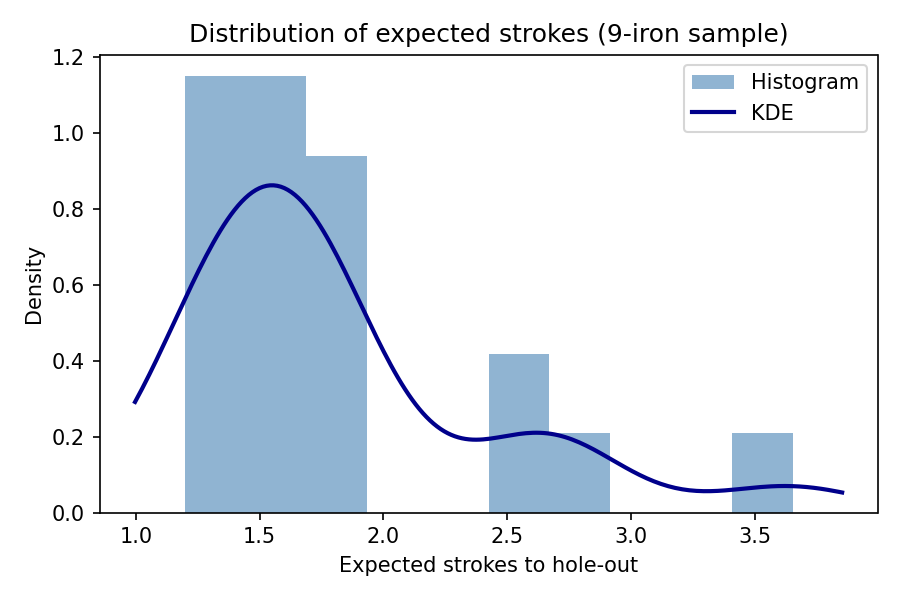 Distribution of expected strokes (9-iron sample)
Histogram
KDE
Density
1.2
1.0
0.8
0.6
0.4
0.2
0.0
1.0 1.5 2.0 2.5 3.0 3.5
Expected strokes to hole-out